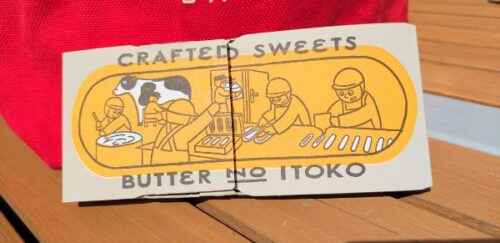 CRAFTED SWEETS
BUTTER NO ITOKO